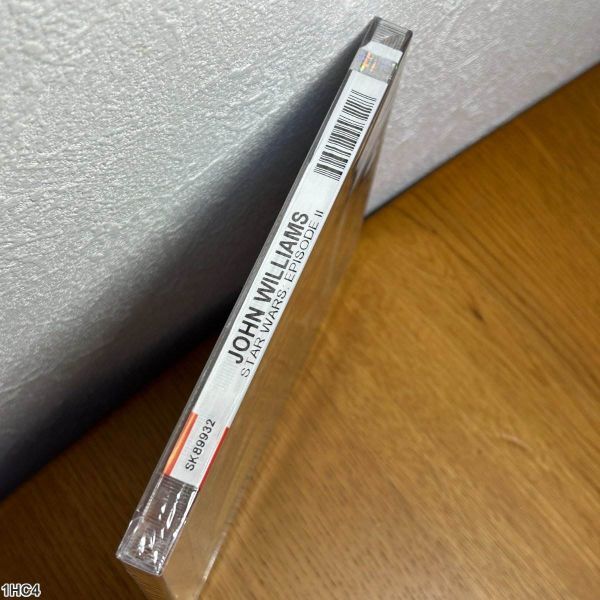 JOHN WILLIAMS
STAR WARS: EPISODE II
SK89932
1HC4